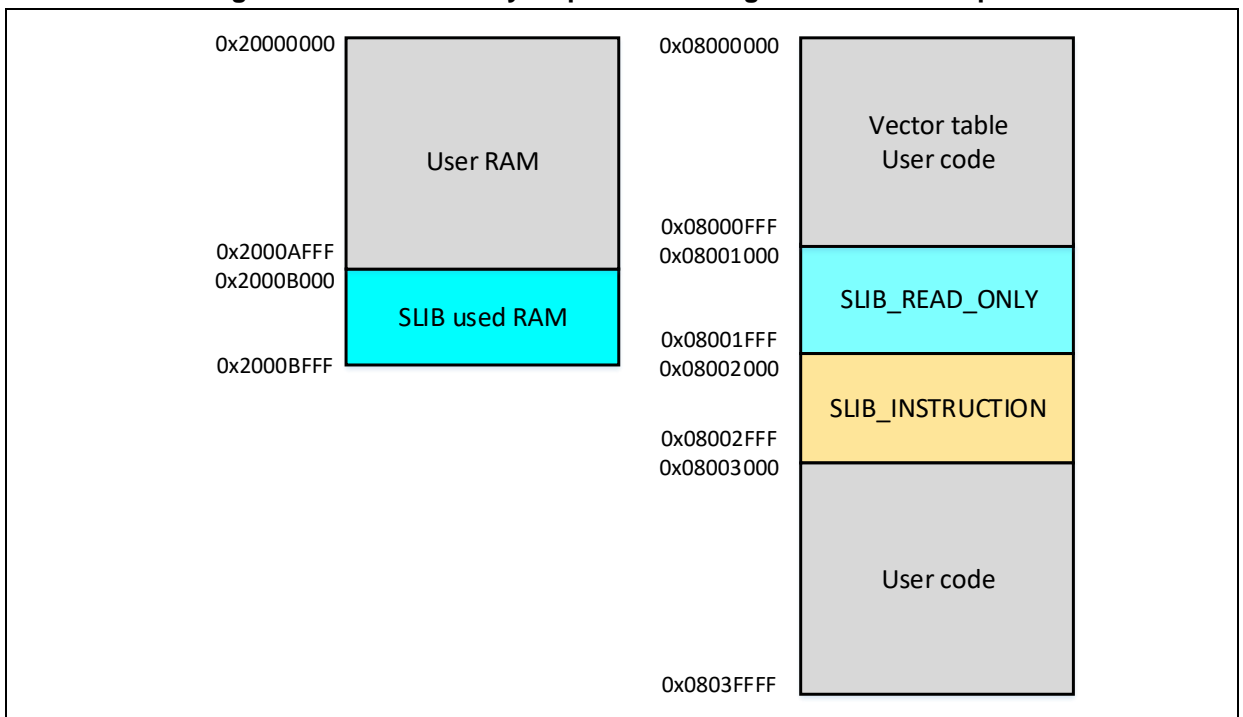 0x20000000
User RAM
0x2000AFFF
0x2000B000
SLIB used RAM
0x2000BFFF
0x08000000
Vector table
User code
0x08000FFF
0x08001000
SLIB_READ_ONLY
0x08001FFF
0x08002000
SLIB_INSTRUCTION
0x08002FFF
0x08003000
User code
0x0803FFFF